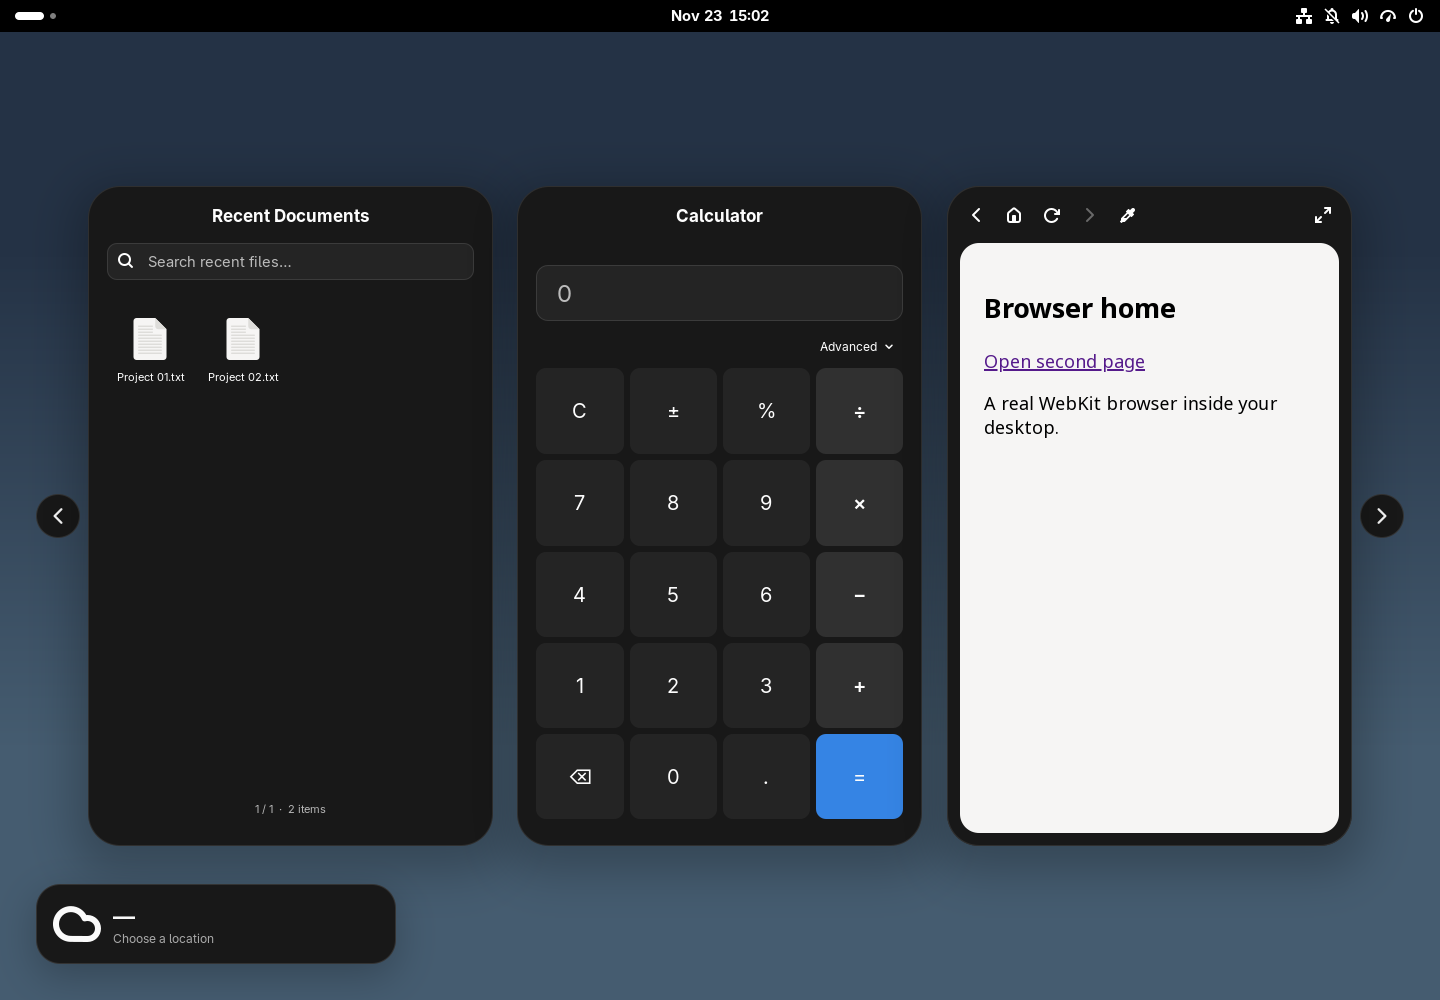 Nov 23 15:02
Recent Documents
Search recent files...
Project 01.txt
Project 02.txt
1 / 1 · 2 items
Calculator
0
Advanced
C ± % ÷
7 8 9 ×
4 5 6 −
1 2 3 +
0 . =
Browser home
Open second page
A real WebKit browser inside your
desktop.
—
Choose a location